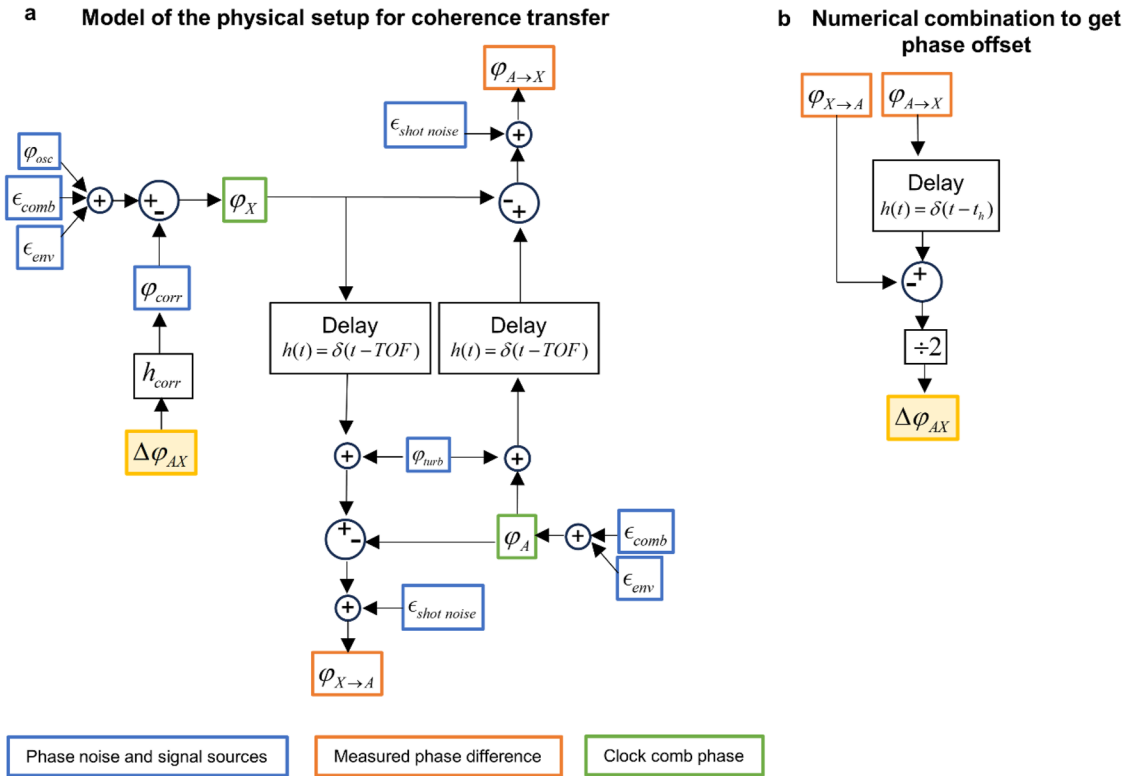 a Model of the physical setup for coherence transfer
φ_{A→X}
ϵ_{shot noise}
φ_{osc}
ϵ_{comb}
ϵ_{env}
+
+
-
φ_X
-
+
+
φ_{corr}
h_{corr}
Δφ_{AX}
Delay
h(t) = δ(t − TOF)
Delay
h(t) = δ(t − TOF)
+
φ_{turb}
+
+
-
φ_A
+
ϵ_{comb}
ϵ_{env}
+
ϵ_{shot noise}
φ_{X→A}
b Numerical combination to get
phase offset
φ_{X→A}
φ_{A→X}
Delay
h(t) = δ(t − t_h)
+
-
÷2
Δφ_{AX}
Phase noise and signal sources
Measured phase difference
Clock comb phase